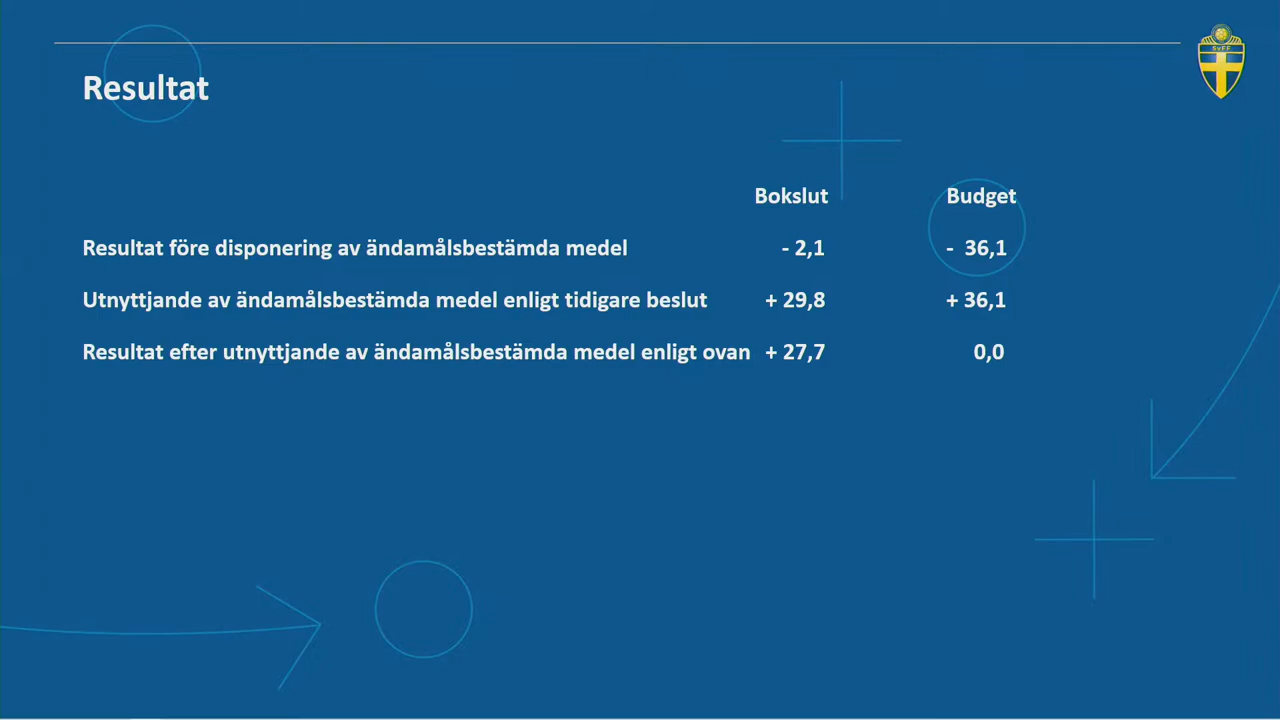 SvFF
Resultat
Bokslut Budget
Resultat före disponering av ändamålsbestämda medel - 2,1 - 36,1
Utnyttjande av ändamålsbestämda medel enligt tidigare beslut + 29,8 + 36,1
Resultat efter utnyttjande av ändamålsbestämda medel enligt ovan + 27,7 0,0